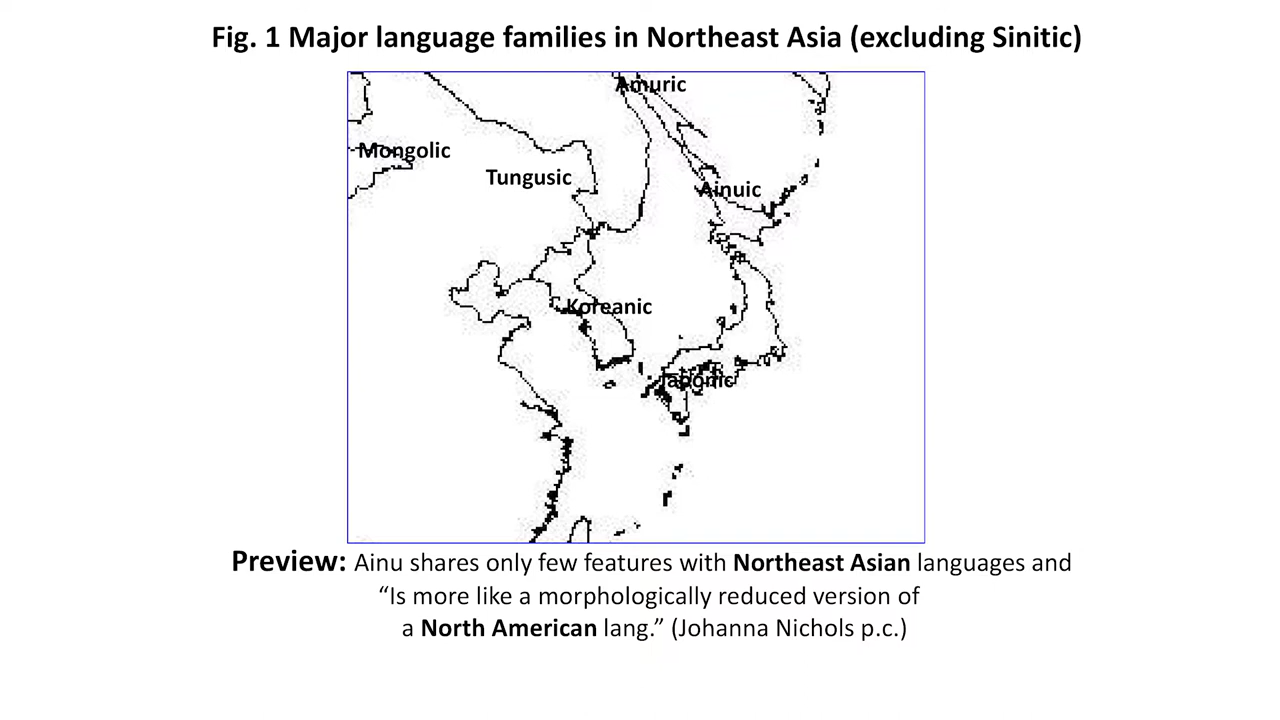 Fig. 1 Major language families in Northeast Asia (excluding Sinitic)
Amuric
Mongolic
Tungusic
Ainuic
Koreanic
Japonic
Preview: Ainu shares only few features with Northeast Asian languages and
“Is more like a morphologically reduced version of
a North American lang.” (Johanna Nichols p.c.)